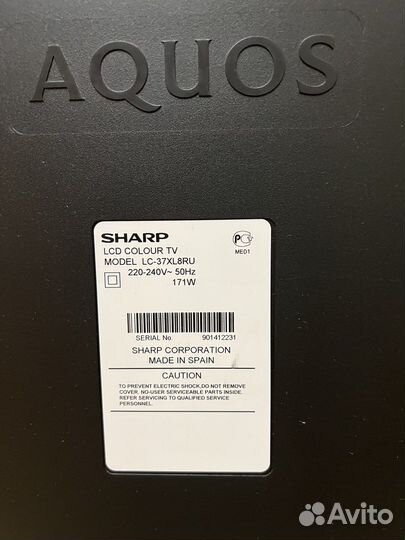 AQUOS
SHARP
LCD COLOUR TV
MODEL LC-37XL8RU
220-240V~ 50Hz
171W
ME01
SERIAL No. 901412231
SHARP CORPORATION
MADE IN SPAIN
CAUTION
TO PREVENT ELECTRIC SHOCK,DO NOT REMOVE
COVER. NO-USER SERVICEABLE PARTS INSIDE.
REFER SERVICING TO QUALIFIED SERVICE
PERSONNEL.
Avito